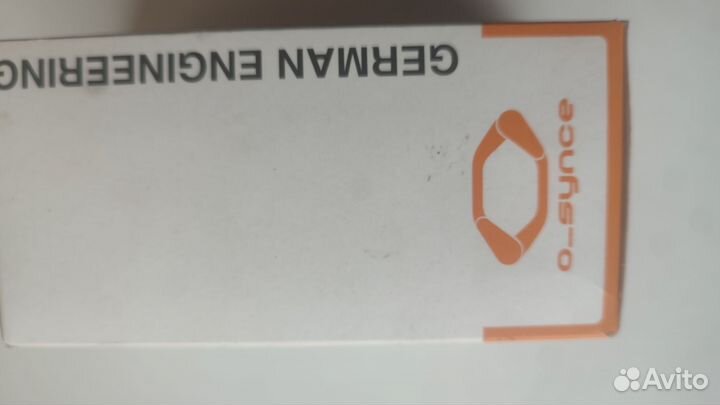 GERMAN ENGINEERING
o_synce
Avito